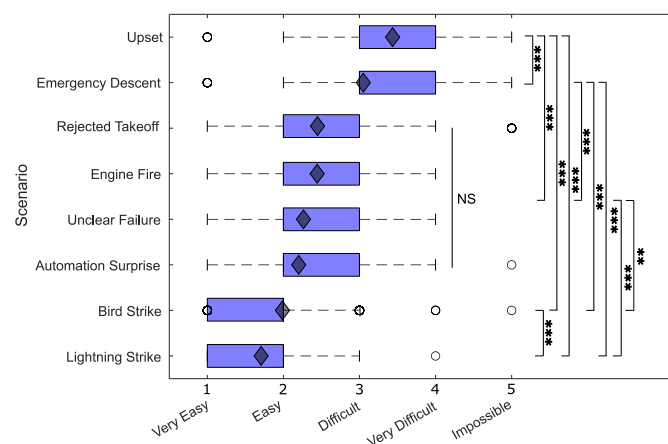 Scenario
Upset
Emergency Descent
Rejected Takeoff
Engine Fire
Unclear Failure
Automation Surprise
Bird Strike
Lightning Strike
NS
***
***
***
***
***
***
***
***
**
***
1 2 3 4 5
Very Easy Easy Difficult Very Difficult Impossible